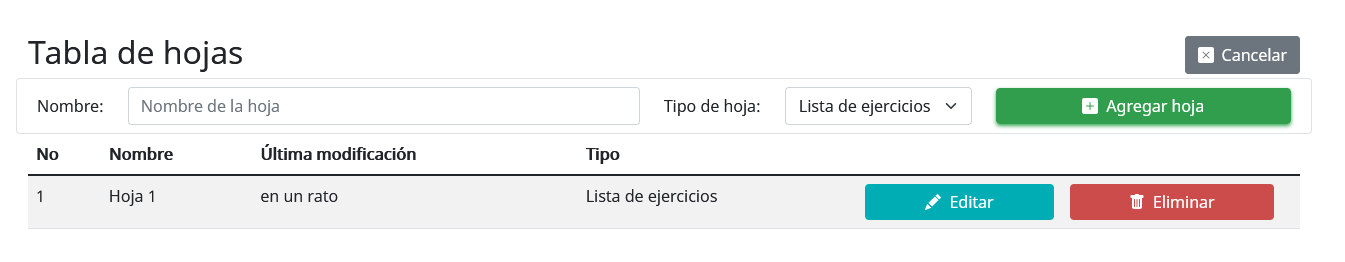 Tabla de hojas Cancelar
Nombre: Nombre de la hoja Tipo de hoja: Lista de ejercicios Agregar hoja
No Nombre Última modificación Tipo
1 Hoja 1 en un rato Lista de ejercicios Editar Eliminar